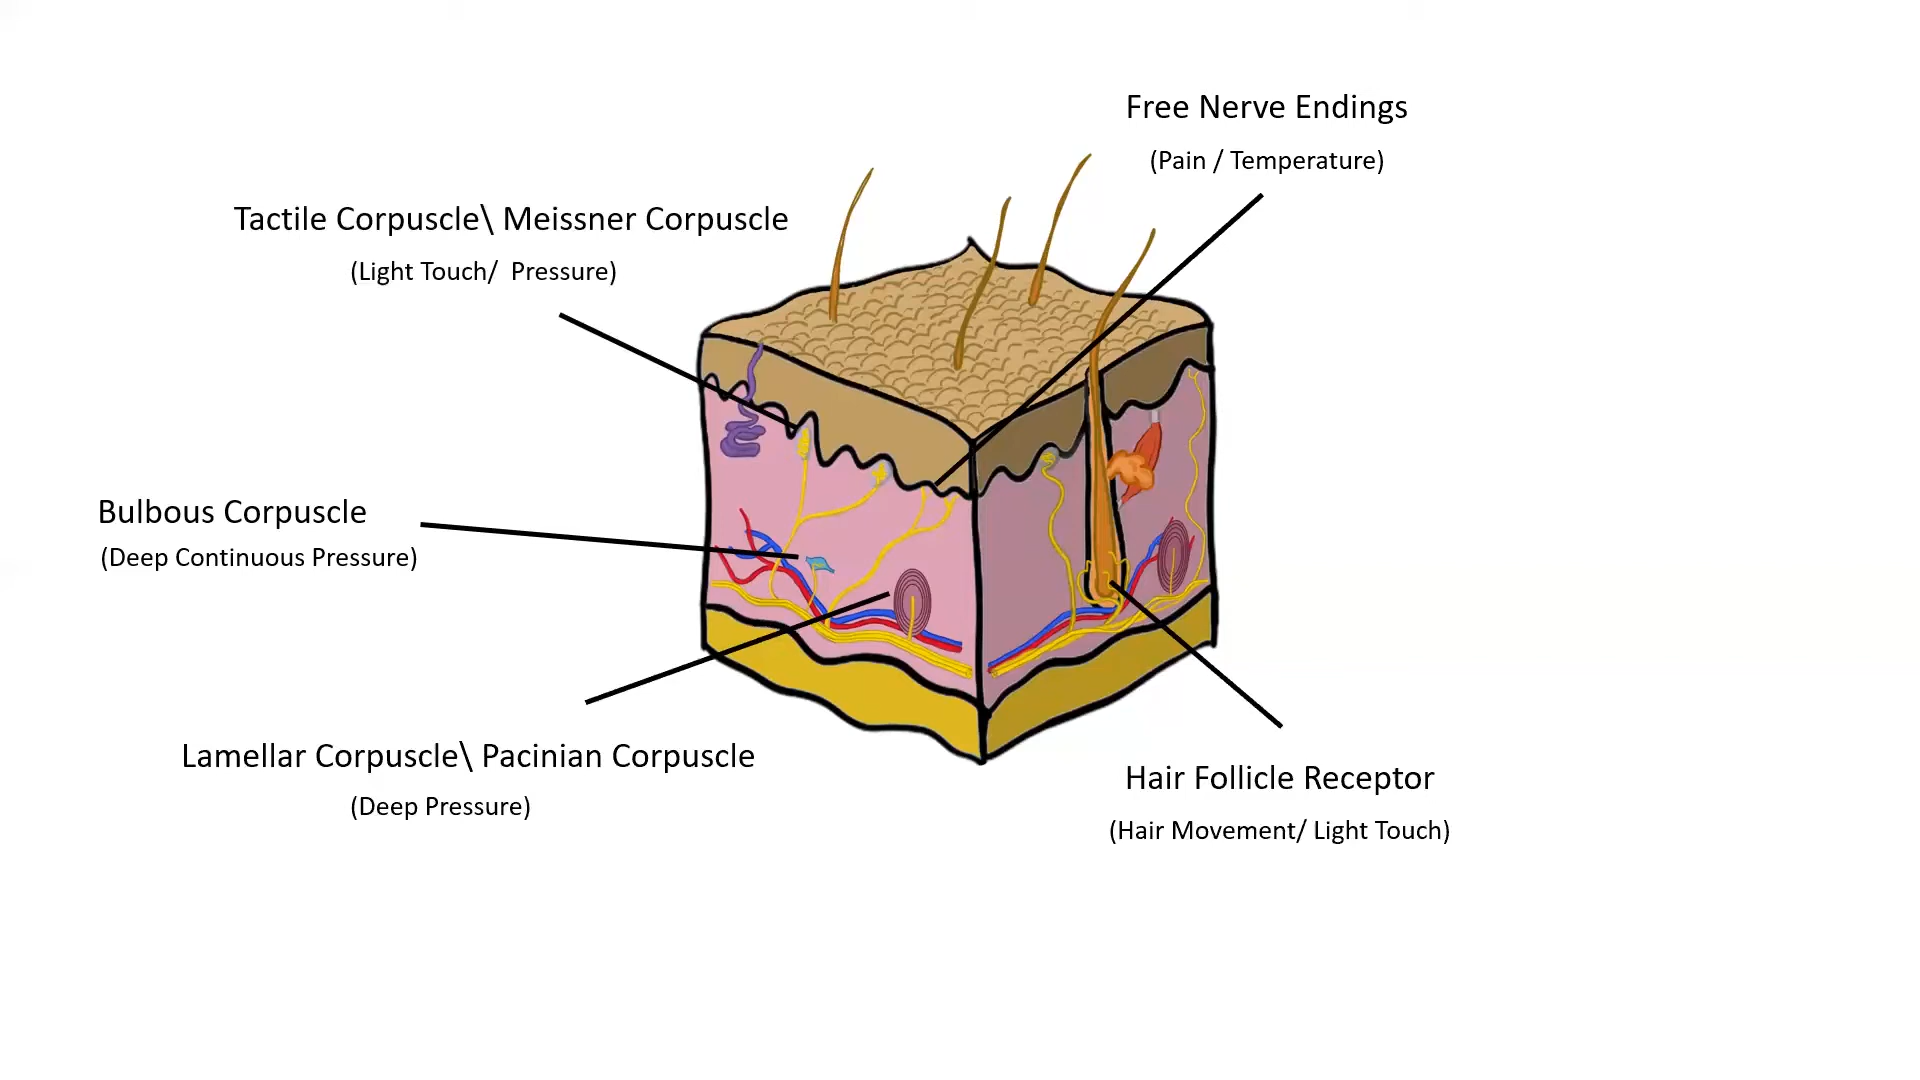 Free Nerve Endings
(Pain / Temperature)
Tactile Corpuscle\ Meissner Corpuscle
(Light Touch/  Pressure)
Bulbous Corpuscle
(Deep Continuous Pressure)
Lamellar Corpuscle\ Pacinian Corpuscle
(Deep Pressure)
Hair Follicle Receptor
(Hair Movement/ Light Touch)